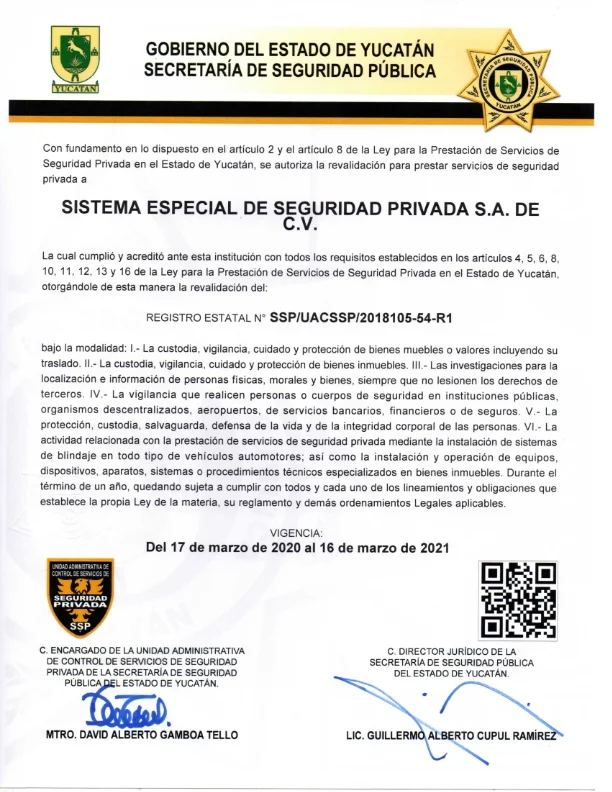 YUCATÁN
GOBIERNO DEL ESTADO DE YUCATÁN
SECRETARÍA DE SEGURIDAD PÚBLICA
SECRETARÍA DE SEGURIDAD PÚBLICA
YUCATÁN
Con fundamento en lo dispuesto en el artículo 2 y el artículo 8 de la Ley para la Prestación de Servicios de
Seguridad Privada en el Estado de Yucatán, se autoriza la revalidación para prestar servicios de seguridad
privada a
SISTEMA ESPECIAL DE SEGURIDAD PRIVADA S.A. DE
C.V.
La cual cumplió y acreditó ante esta institución con todos los requisitos establecidos en los artículos 4, 5, 6, 8,
10, 11, 12, 13 y 16 de la Ley para la Prestación de Servicios de Seguridad Privada en el Estado de Yucatán,
otorgándole de esta manera la revalidación del:
REGISTRO ESTATAL N° SSP/UACSSP/2018105-54-R1
bajo la modalidad: I.- La custodia, vigilancia, cuidado y protección de bienes muebles o valores incluyendo su
traslado. II.- La custodia, vigilancia, cuidado y protección de bienes inmuebles. III.- Las investigaciones para la
localización e información de personas físicas, morales y bienes, siempre que no lesionen los derechos de
terceros. IV.- La vigilancia que realicen personas o cuerpos de seguridad en instituciones públicas,
organismos descentralizados, aeropuertos, de servicios bancarios, financieros o de seguros. V.- La
protección, custodia, salvaguarda, defensa de la vida y de la integridad corporal de las personas. VI.- La
actividad relacionada con la prestación de servicios de seguridad privada mediante la instalación de sistemas
de blindaje en todo tipo de vehículos automotores; así como la instalación y operación de equipos,
dispositivos, aparatos, sistemas o procedimientos técnicos especializados en bienes inmuebles. Durante el
término de un año, quedando sujeta a cumplir con todos y cada uno de los lineamientos y obligaciones que
establece la propia Ley de la materia, su reglamento y demás ordenamientos Legales aplicables.
VIGENCIA:
Del 17 de marzo de 2020 al 16 de marzo de 2021
UNIDAD ADMINISTRATIVA DE
CONTROL DE SERVICIOS DE
SEGURIDAD
PRIVADA
SSP
C. ENCARGADO DE LA UNIDAD ADMINISTRATIVA
DE CONTROL DE SERVICIOS DE SEGURIDAD
PRIVADA DE LA SECRETARÍA DE SEGURIDAD
PÚBLICA DEL ESTADO DE YUCATÁN.
MTRO. DAVID ALBERTO GAMBOA TELLO
C. DIRECTOR JURÍDICO DE LA
SECRETARÍA DE SEGURIDAD PÚBLICA
DEL ESTADO DE YUCATÁN.
LIC. GUILLERMO ALBERTO CUPUL RAMÍREZ